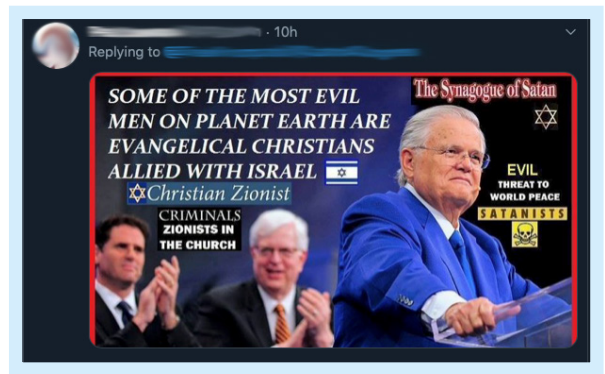 · 10h
Replying to
SOME OF THE MOST EVIL
MEN ON PLANET EARTH ARE
EVANGELICAL CHRISTIANS
ALLIED WITH ISRAEL
Christian Zionist
CRIMINALS
ZIONISTS IN
THE CHURCH
The Synagogue of Satan
EVIL
THREAT TO
WORLD PEACE
SATANISTS